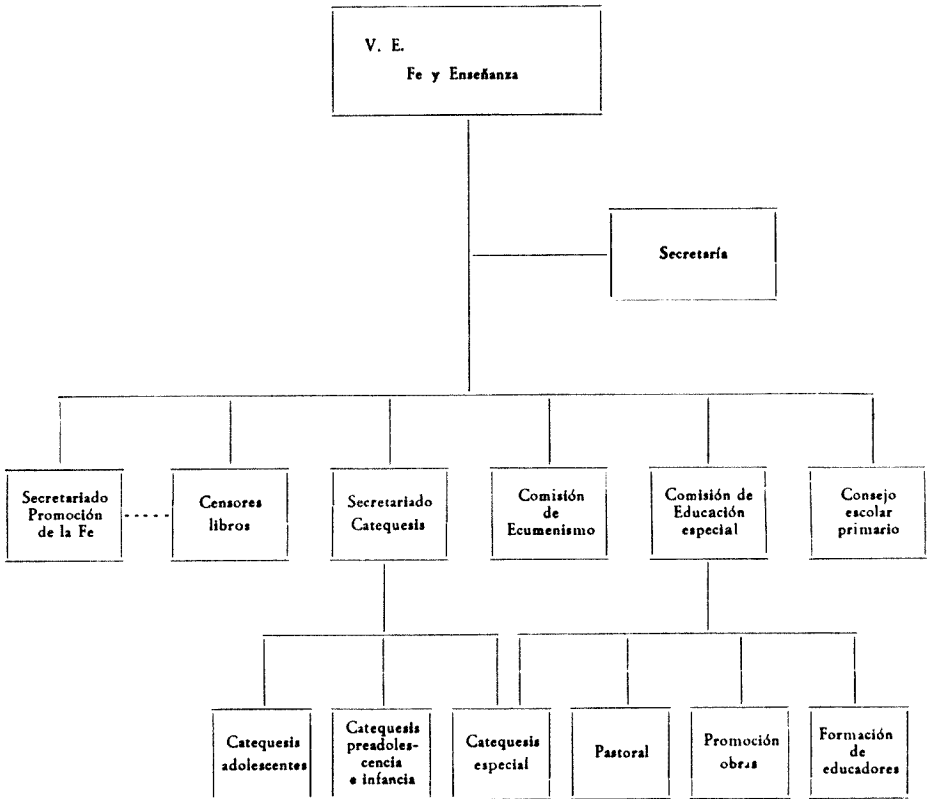 V. E.
Fe y Enseñanza
Secretaría
Secretariado
Promoción
de la Fe
Censores
libros
Secretariado
Catequesis
Comisión
de
Ecumenismo
Comisión de
Educación
especial
Consejo
escolar
primario
Catequesis
adolescentes
Catequesis
preadoles-
cencia
e infancia
Catequesis
especial
Pastoral
Promoción
obras
Formación
de
educadores